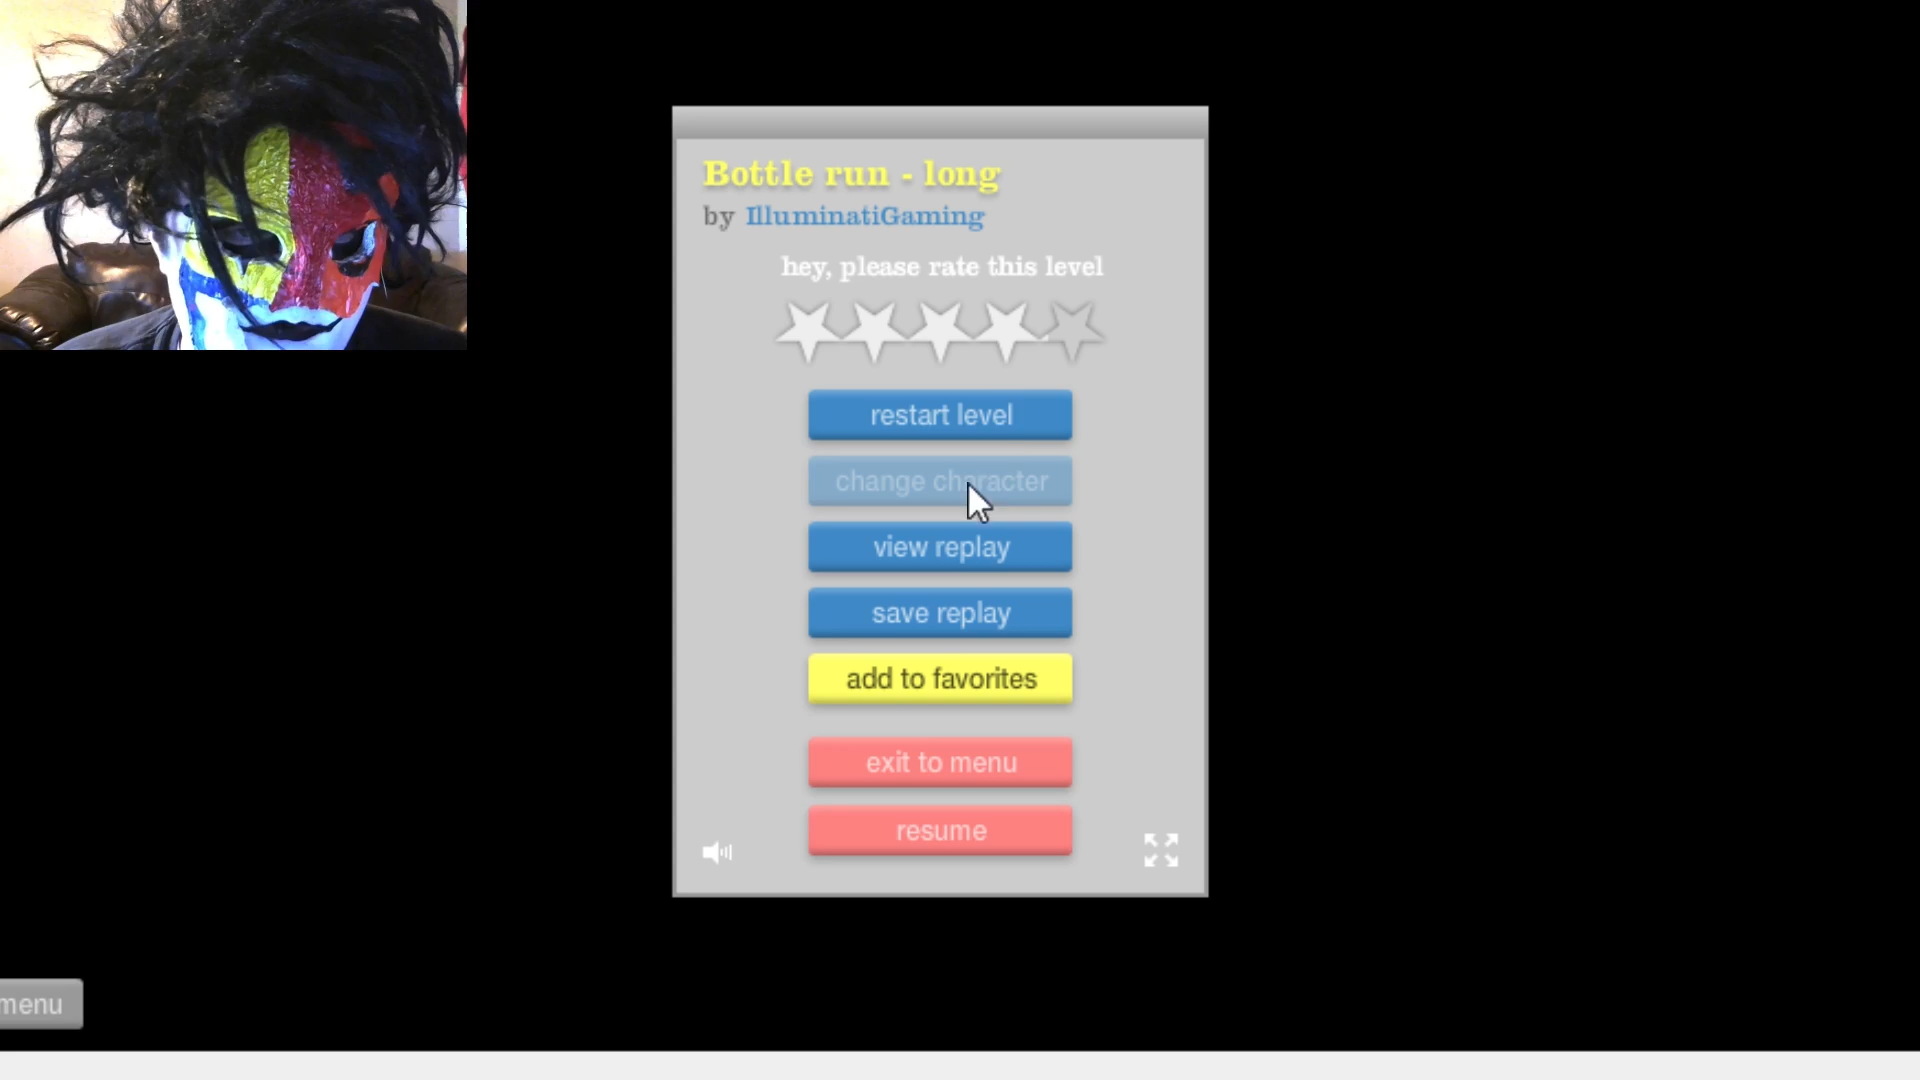 Bottle run - long
by IlluminatiGaming
hey, please rate this level
restart level
change character
view replay
save replay
add to favorites
exit to menu
resume
menu